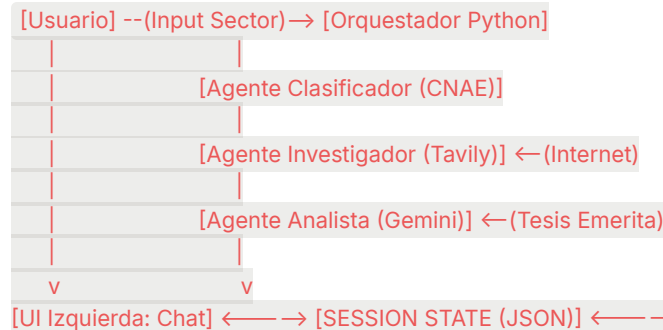 [Usuario] --(Input Sector)--> [Orquestador Python]
| |
| [Agente Clasificador (CNAE)]
| |
| [Agente Investigador (Tavily)] <--(Internet)
| |
| [Agente Analista (Gemini)] <--(Tesis Emerita)
| |
v v
[UI Izquierda: Chat] <----> [SESSION STATE (JSON)] <----